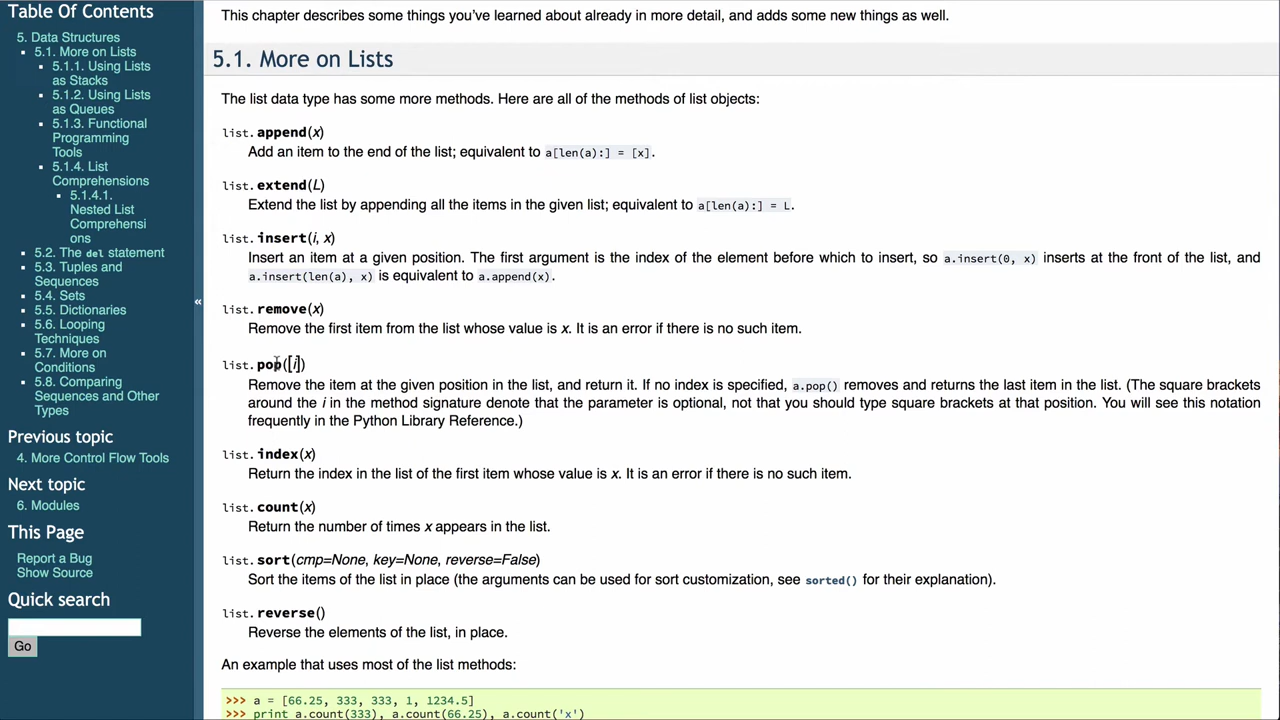 Table Of Contents
5. Data Structures
5.1. More on Lists
5.1.1. Using Lists
as Stacks
5.1.2. Using Lists
as Queues
5.1.3. Functional
Programming
Tools
5.1.4. List
Comprehensions
5.1.4.1.
Nested List
Comprehensi
ons
5.2. The del statement
5.3. Tuples and
Sequences
5.4. Sets
5.5. Dictionaries
5.6. Looping
Techniques
5.7. More on
Conditions
5.8. Comparing
Sequences and Other
Types
Previous topic
4. More Control Flow Tools
Next topic
6. Modules
This Page
Report a Bug
Show Source
Quick search
Go
«
This chapter describes some things you’ve learned about already in more detail, and adds some new things as well.
5.1. More on Lists
The list data type has some more methods. Here are all of the methods of list objects:
list.append(x)
Add an item to the end of the list; equivalent to a[len(a):] = [x].
list.extend(L)
Extend the list by appending all the items in the given list; equivalent to a[len(a):] = L.
list.insert(i, x)
Insert an item at a given position. The first argument is the index of the element before which to insert, so a.insert(0, x) inserts at the front of the list, and
a.insert(len(a), x) is equivalent to a.append(x).
list.remove(x)
Remove the first item from the list whose value is x. It is an error if there is no such item.
list.pop([i])
Remove the item at the given position in the list, and return it. If no index is specified, a.pop() removes and returns the last item in the list. (The square brackets
around the i in the method signature denote that the parameter is optional, not that you should type square brackets at that position. You will see this notation
frequently in the Python Library Reference.)
list.index(x)
Return the index in the list of the first item whose value is x. It is an error if there is no such item.
list.count(x)
Return the number of times x appears in the list.
list.sort(cmp=None, key=None, reverse=False)
Sort the items of the list in place (the arguments can be used for sort customization, see sorted() for their explanation).
list.reverse()
Reverse the elements of the list, in place.
An example that uses most of the list methods:
>>> a = [66.25, 333, 333, 1, 1234.5]
>>> print a.count(333), a.count(66.25), a.count('x')